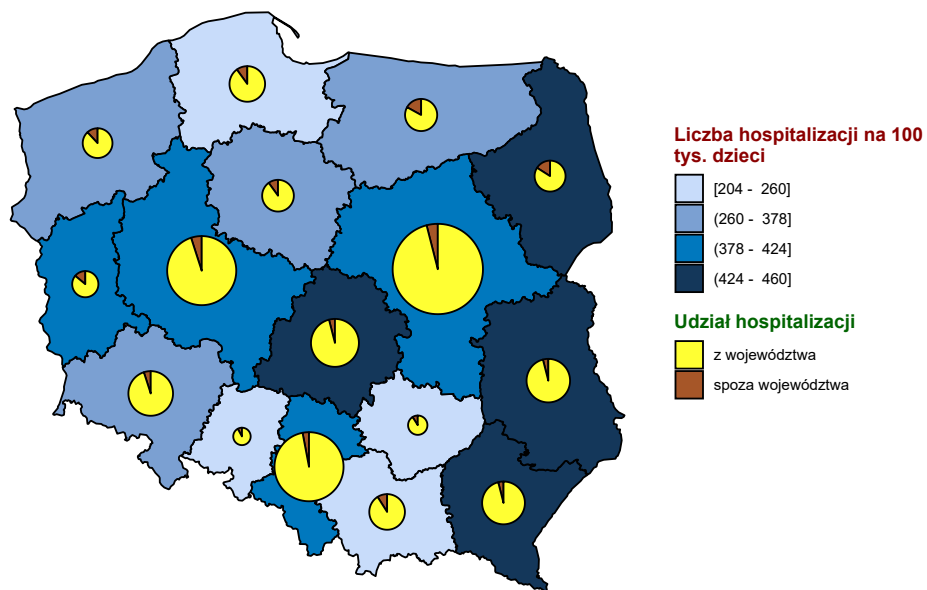 Liczba hospitalizacji na 100
tys. dzieci
[204 - 260]
(260 - 378]
(378 - 424]
(424 - 460]
Udział hospitalizacji
z województwa
spoza województwa